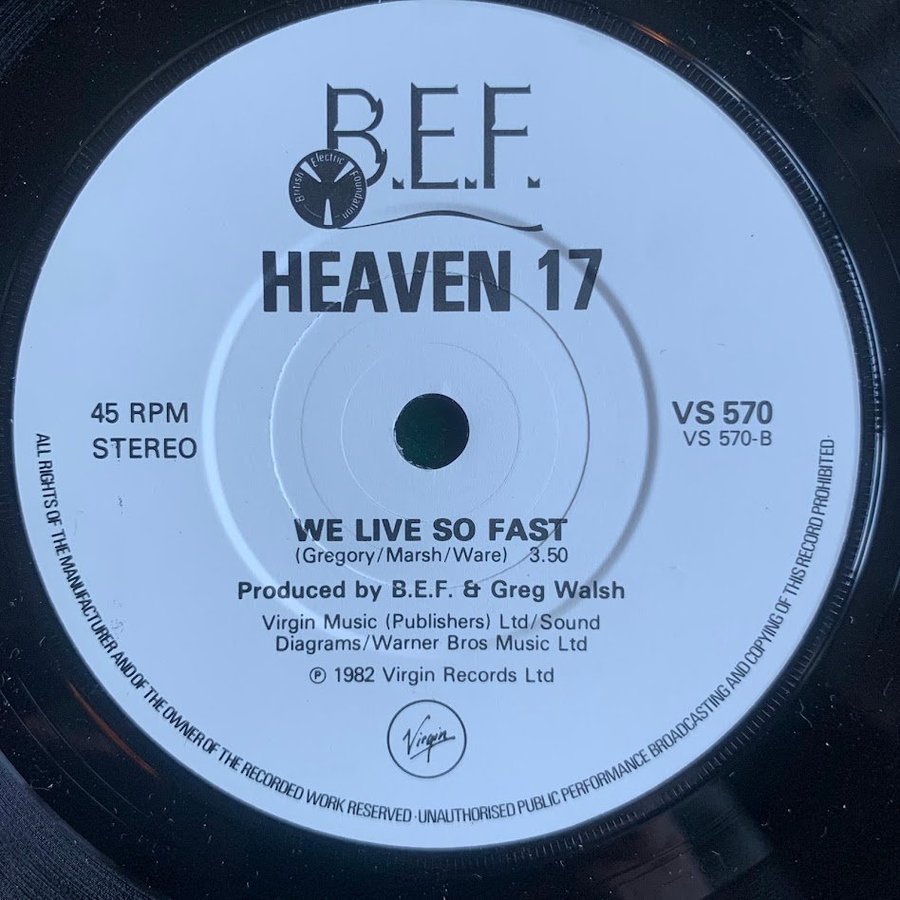 B.E.F.
British Electric Foundation
HEAVEN 17
45 RPM
STEREO
VS 570
VS 570-B
WE LIVE SO FAST
(Gregory/Marsh/Ware) 3.50
Produced by B.E.F. & Greg Walsh
Virgin Music (Publishers) Ltd/Sound
Diagrams/Warner Bros Music Ltd
℗ 1982 Virgin Records Ltd
Virgin
ALL RIGHTS OF THE MANUFACTURER AND OF THE OWNER OF THE RECORDED WORK RESERVED · UNAUTHORISED PUBLIC PERFORMANCE BROADCASTING AND COPYING OF THIS RECORD PROHIBITED ·